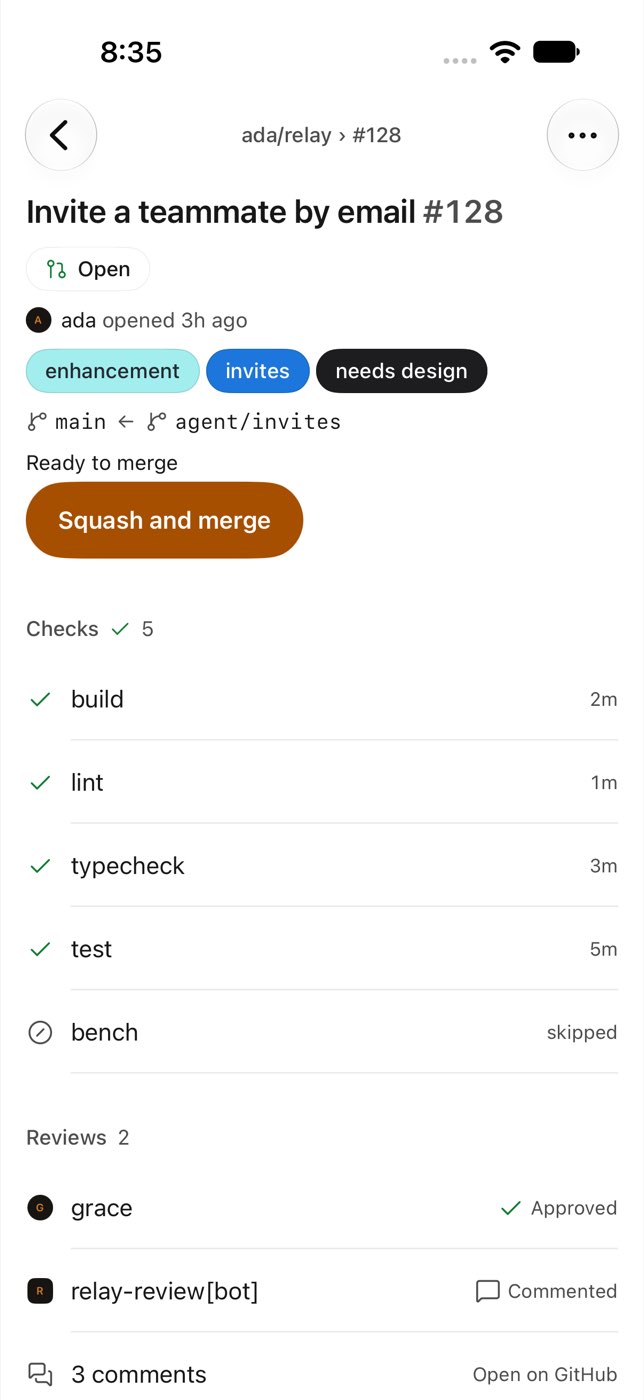 8:35
ada/relay › #128
Invite a teammate by email #128
Open
A ada opened 3h ago
enhancement invites needs design
main ← agent/invites
Ready to merge
Squash and merge
Checks 5
build 2m
lint 1m
typecheck 3m
test 5m
bench skipped
Reviews 2
G grace Approved
R relay-review[bot] Commented
3 comments Open on GitHub